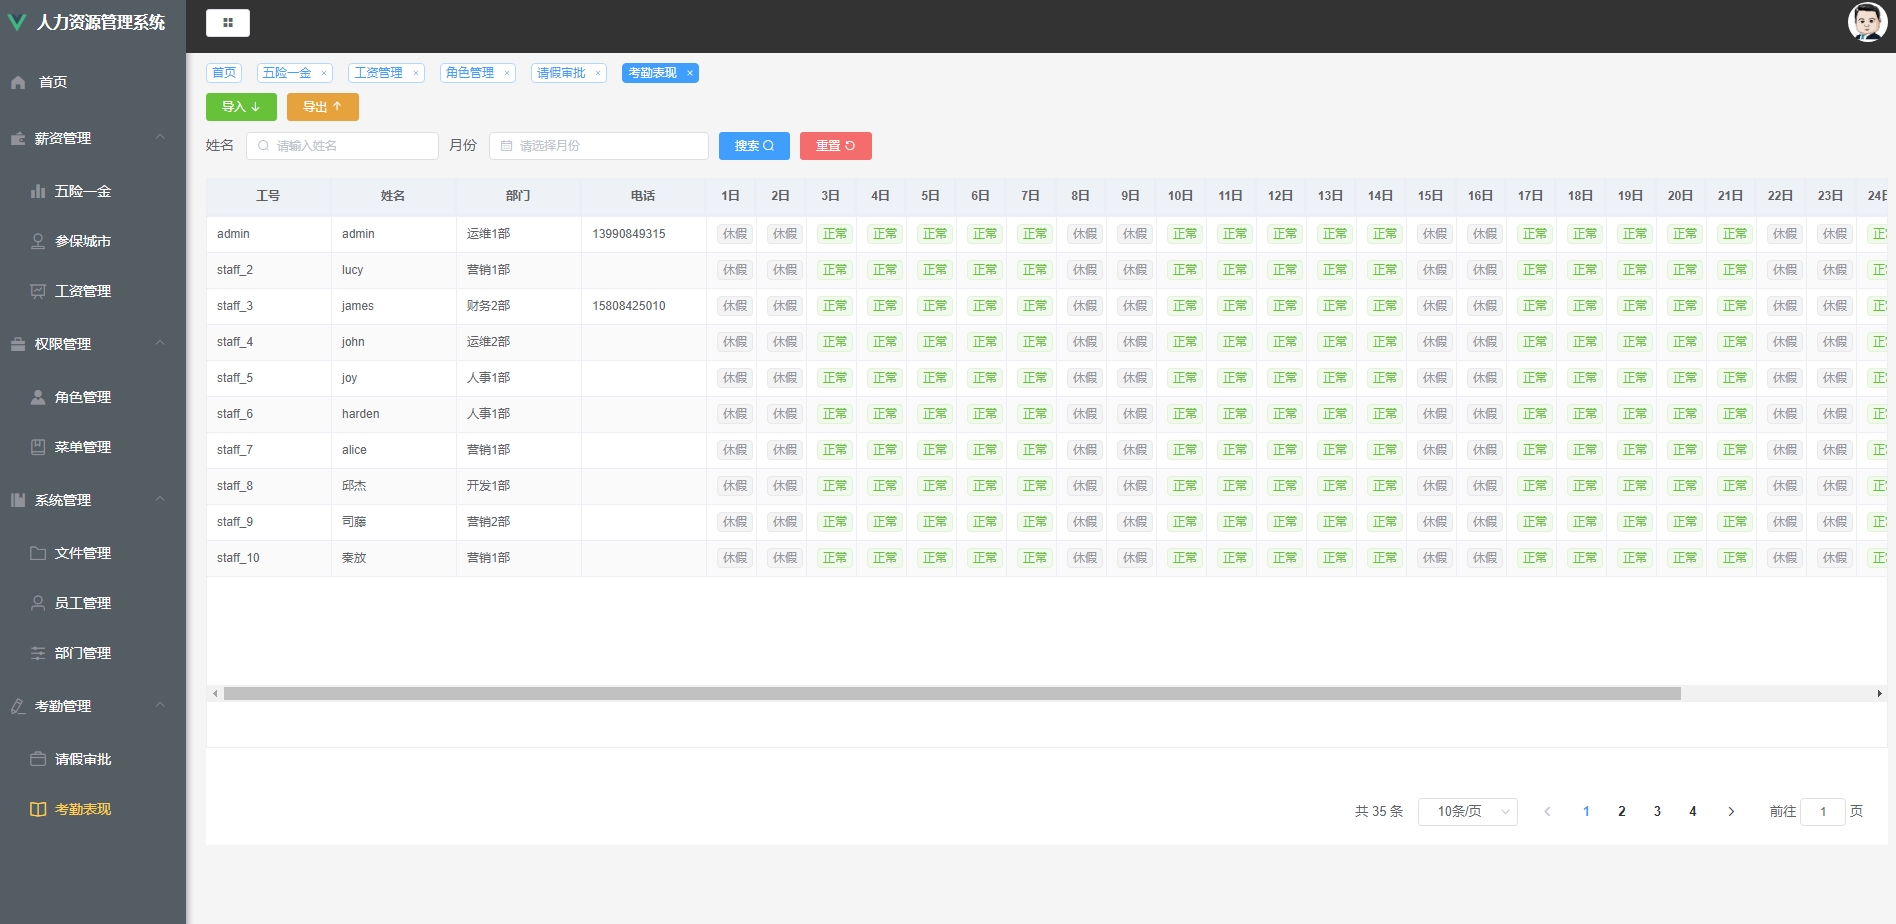 人力资源管理系统
首页
薪资管理
五险一金
参保城市
工资管理
权限管理
角色管理
菜单管理
系统管理
文件管理
员工管理
部门管理
考勤管理
请假审批
考勤表现
首页 五险一金 × 工资管理 × 角色管理 × 请假审批 × 考勤表现 ×
导入 导出
姓名 请输入姓名 月份 请选择月份 搜索 重置
工号 姓名 部门 电话 1日 2日 3日 4日 5日 6日 7日 8日 9日 10日 11日 12日 13日 14日 15日 16日 17日 18日 19日 20日 21日 22日 23日 24日
admin admin 运维1部 13990849315 休假 休假 正常 正常 正常 正常 正常 休假 休假 正常 正常 正常 正常 正常 休假 休假 正常 正常 正常 正常 正常 休假 休假 正
staff_2 lucy 营销1部 休假 休假 正常 正常 正常 正常 正常 休假 休假 正常 正常 正常 正常 正常 休假 休假 正常 正常 正常 正常 正常 休假 休假 正
staff_3 james 财务2部 15808425010 休假 休假 正常 正常 正常 正常 正常 休假 休假 正常 正常 正常 正常 正常 休假 休假 正常 正常 正常 正常 正常 休假 休假 正
staff_4 john 运维2部 休假 休假 正常 正常 正常 正常 正常 休假 休假 正常 正常 正常 正常 正常 休假 休假 正常 正常 正常 正常 正常 休假 休假 正
staff_5 joy 人事1部 休假 休假 正常 正常 正常 正常 正常 休假 休假 正常 正常 正常 正常 正常 休假 休假 正常 正常 正常 正常 正常 休假 休假 正
staff_6 harden 人事1部 休假 休假 正常 正常 正常 正常 正常 休假 休假 正常 正常 正常 正常 正常 休假 休假 正常 正常 正常 正常 正常 休假 休假 正
staff_7 alice 营销1部 休假 休假 正常 正常 正常 正常 正常 休假 休假 正常 正常 正常 正常 正常 休假 休假 正常 正常 正常 正常 正常 休假 休假 正
staff_8 邱杰 开发1部 休假 休假 正常 正常 正常 正常 正常 休假 休假 正常 正常 正常 正常 正常 休假 休假 正常 正常 正常 正常 正常 休假 休假 正
staff_9 司藤 营销2部 休假 休假 正常 正常 正常 正常 正常 休假 休假 正常 正常 正常 正常 正常 休假 休假 正常 正常 正常 正常 正常 休假 休假 正
staff_10 秦放 营销1部 休假 休假 正常 正常 正常 正常 正常 休假 休假 正常 正常 正常 正常 正常 休假 休假 正常 正常 正常 正常 正常 休假 休假 正
共 35 条 10条/页 1 2 3 4 前往 1 页